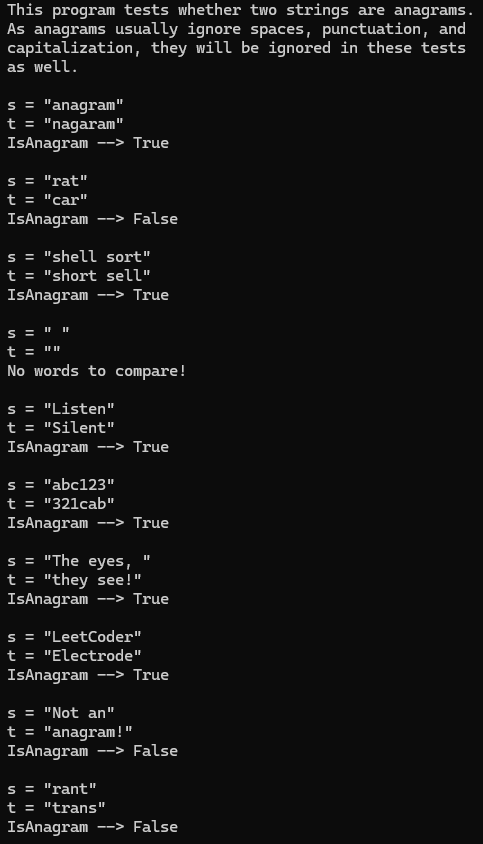 This program tests whether two strings are anagrams.
As anagrams usually ignore spaces, punctuation, and
capitalization, they will be ignored in these tests
as well.
s = "anagram"
t = "nagaram"
IsAnagram --> True
s = "rat"
t = "car"
IsAnagram --> False
s = "shell sort"
t = "short sell"
IsAnagram --> True
s = " "
t = ""
No words to compare!
s = "Listen"
t = "Silent"
IsAnagram --> True
s = "abc123"
t = "321cab"
IsAnagram --> True
s = "The eyes, "
t = "they see!"
IsAnagram --> True
s = "LeetCoder"
t = "Electrode"
IsAnagram --> True
s = "Not an"
t = "anagram!"
IsAnagram --> False
s = "rant"
t = "trans"
IsAnagram --> False